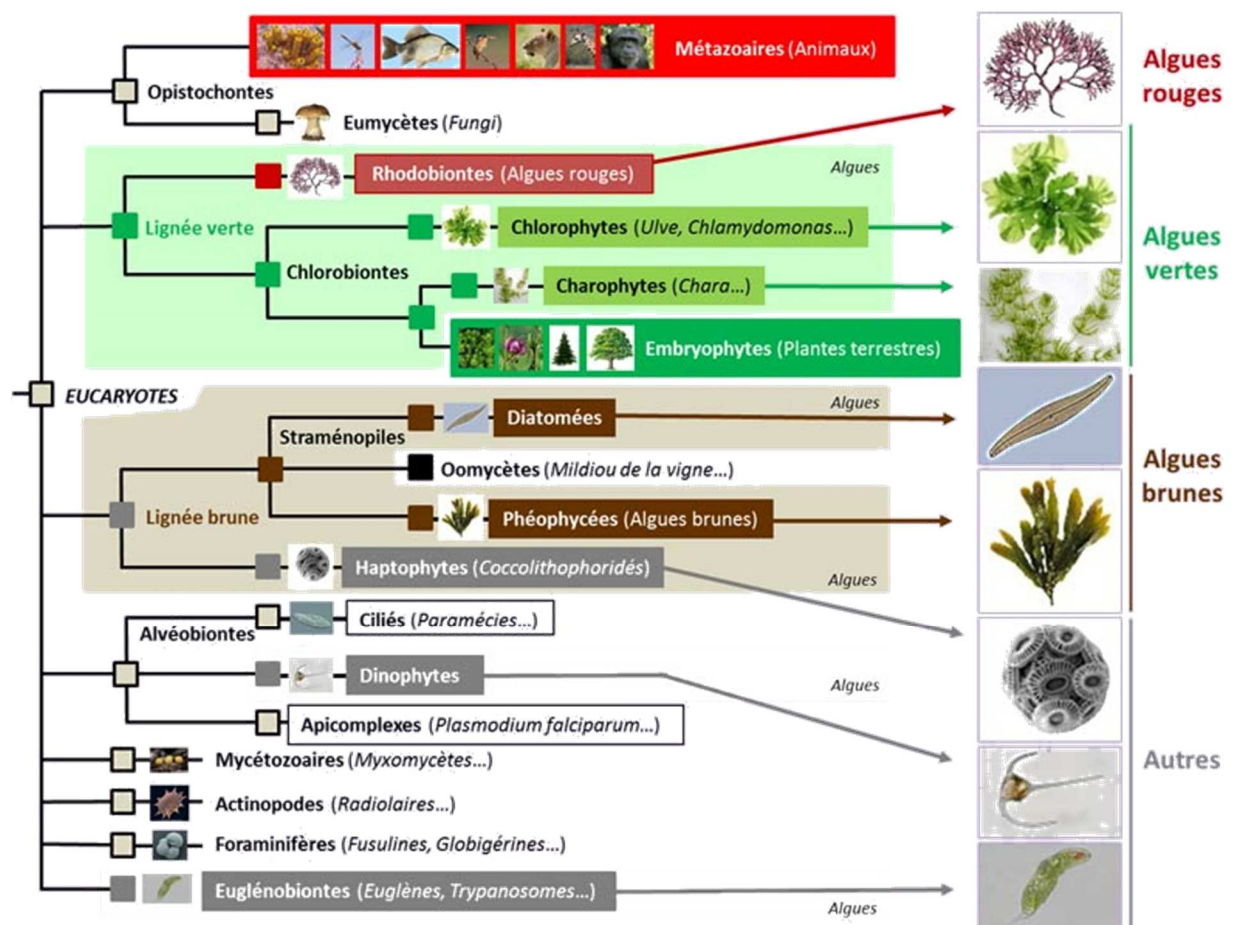 Métazoaires (Animaux)
Opistochontes
Eumycètes (Fungi)
Rhodobiontes (Algues rouges)
Algues
Lignée verte
Chlorophytes (Ulve, Chlamydomonas...)
Chlorobiontes
Charophytes (Chara...)
Embryophytes (Plantes terrestres)
EUCARYOTES
Algues
Diatomées
Straménopiles
Oomycètes (Mildiou de la vigne...)
Lignée brune
Phéophycées (Algues brunes)
Haptophytes (Coccolithophoridés)
Algues
Ciliés (Paramécies...)
Alvéobiontes
Dinophytes
Algues
Apicomplexes (Plasmodium falciparum...)
Mycétozoaires (Myxomycètes...)
Actinopodes (Radiolaires...)
Foraminifères (Fusulines, Globigérines...)
Euglénobiontes (Euglènes, Trypanosomes...)
Algues
Algues
rouges
Algues
vertes
Algues
brunes
Autres